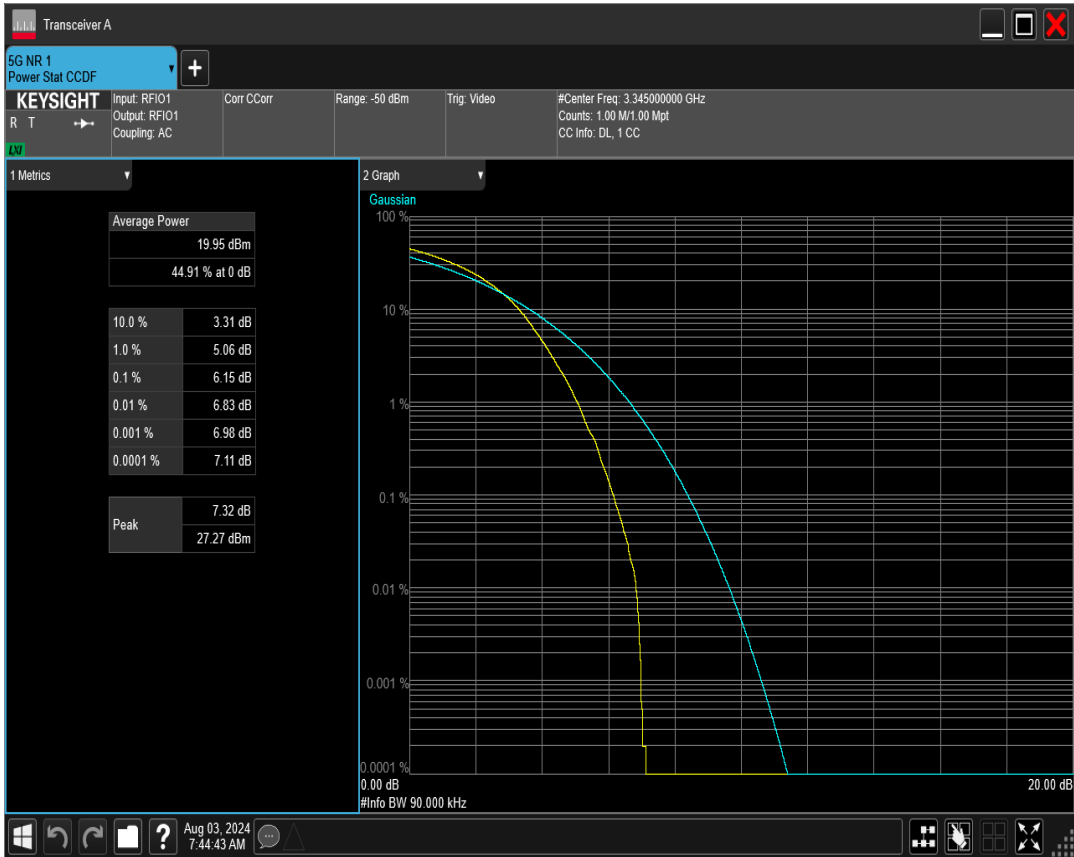 Transceiver A
5G NR 1
Power Stat CCDF
KEYSIGHT
R T
LXI
Input: RFIO1
Output: RFIO1
Coupling: AC
Corr CCorr
Range: -50 dBm
Trig: Video
#Center Freq: 3.345000000 GHz
Counts: 1.00 M/1.00 Mpt
CC Info: DL, 1 CC
1 Metrics
Average Power
19.95 dBm
44.91 % at 0 dB
10.0 % 3.31 dB
1.0 % 5.06 dB
0.1 % 6.15 dB
0.01 % 6.83 dB
0.001 % 6.98 dB
0.0001 % 7.11 dB
Peak 7.32 dB
27.27 dBm
2 Graph
Gaussian
100 %
10 %
1 %
0.1 %
0.01 %
0.001 %
0.0001 %
0.00 dB 20.00 dB
#Info BW 90.000 kHz
Aug 03, 2024
7:44:43 AM